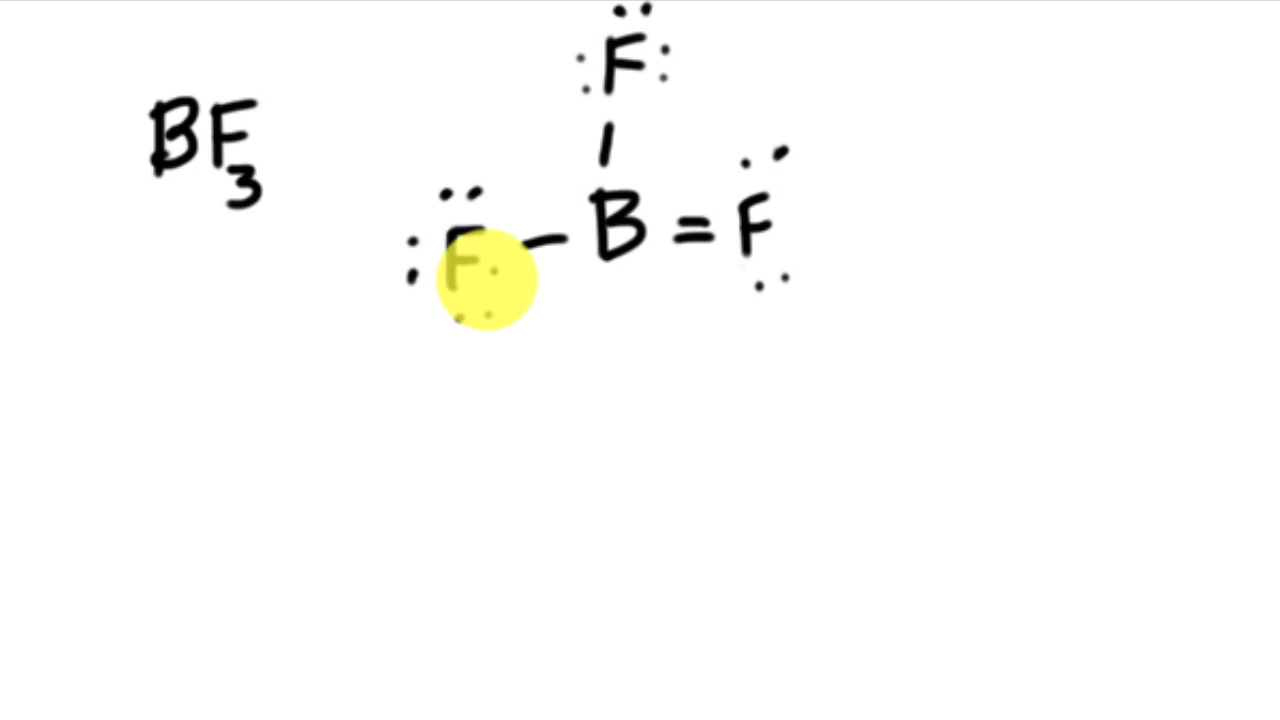 BF₃
:F:
|
:F – B = F